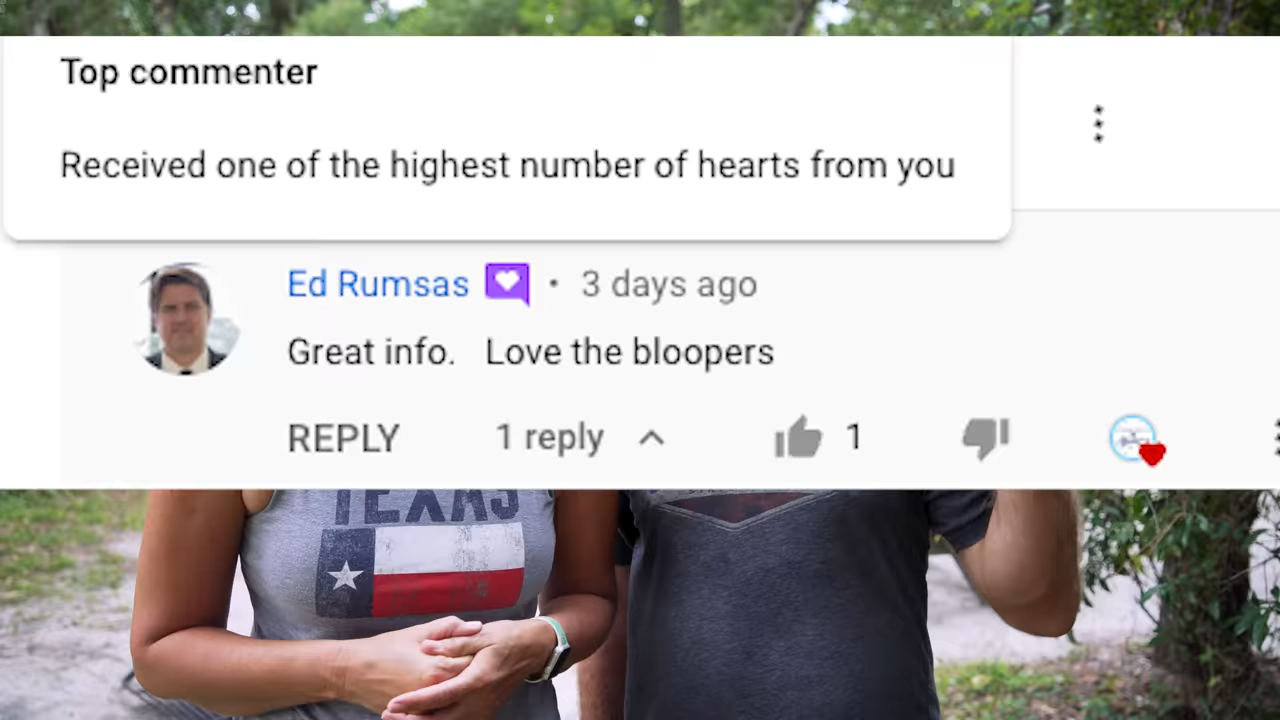 Top commenter
Received one of the highest number of hearts from you
Ed Rumsas • 3 days ago
Great info. Love the bloopers
REPLY 1 reply 1
TEXAS